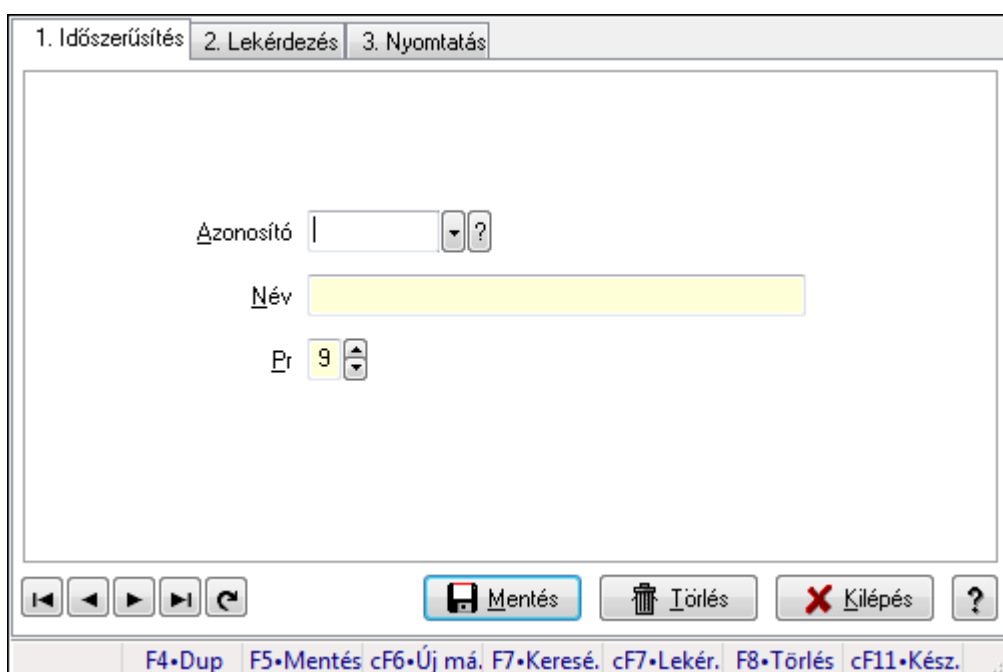 1. Időszerűsítés 2. Lekérdezés 3. Nyomtatás
Azonosító ?
Név
Pr 9
Mentés Törlés Kilépés ?
F4•Dup F5•Mentés cF6•Új má. F7•Keresé. cF7•Lekér. F8•Törlés cF11•Kész.